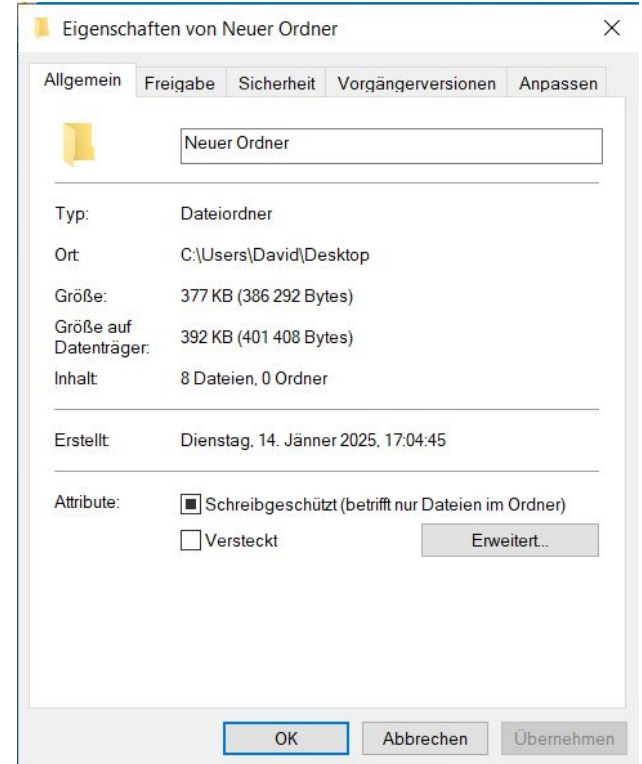 Eigenschaften von Neuer Ordner
Allgemein Freigabe Sicherheit Vorgängerversionen Anpassen
Neuer Ordner
Typ: Dateiordner
Ort: C:\Users\David\Desktop
Größe: 377 KB (386 292 Bytes)
Größe auf
Datenträger: 392 KB (401 408 Bytes)
Inhalt: 8 Dateien, 0 Ordner
Erstellt: Dienstag, 14. Jänner 2025, 17:04:45
Attribute: Schreibgeschützt (betrifft nur Dateien im Ordner)
Versteckt Erweitert...
OK Abbrechen Übernehmen